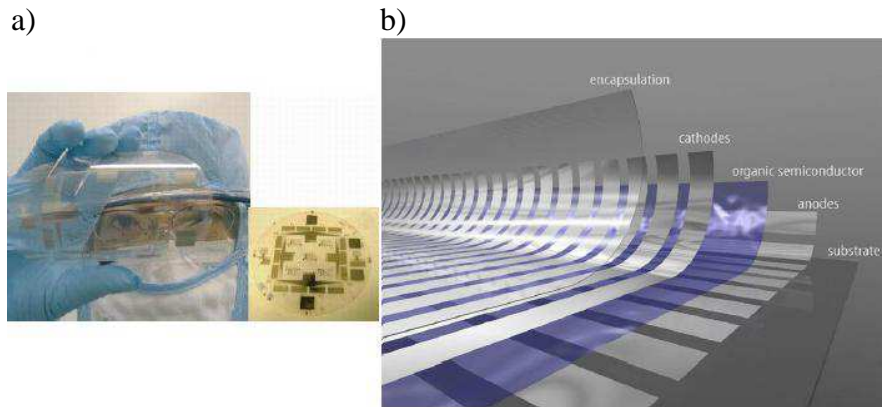 a)
b)
encapsulation
cathodes
organic semiconductor
anodes
substrate